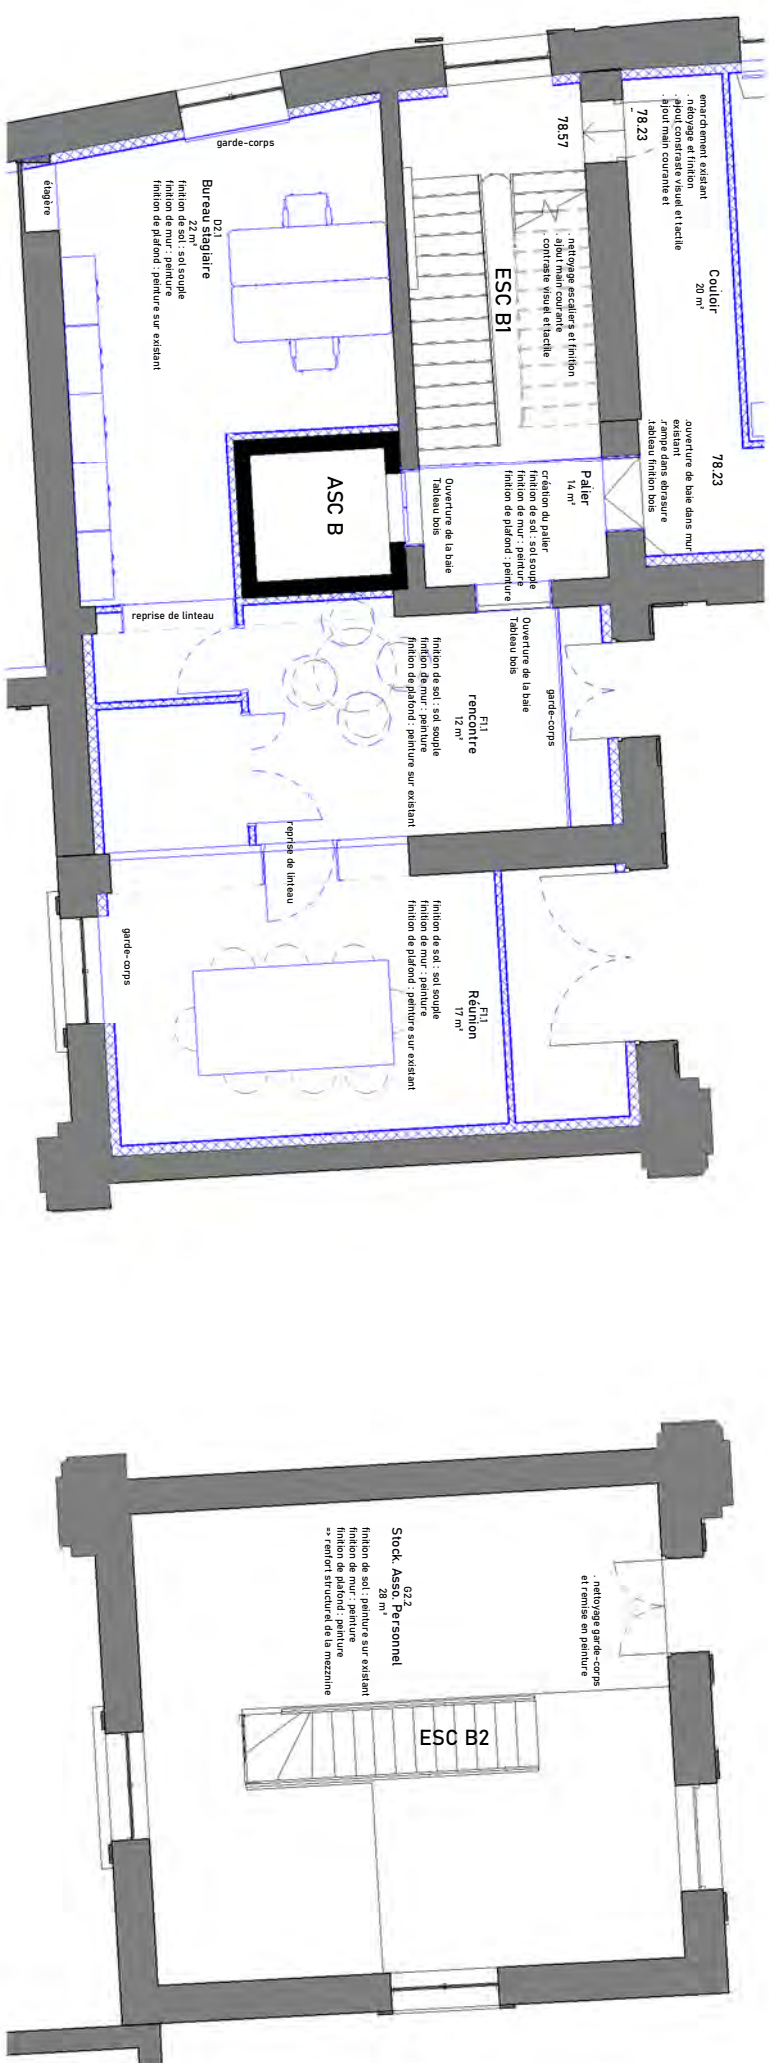 emarchement existant
. nétoyage et finition
. ajout constraste visuel et tactile
. ajout main courante et
78.23
78.57
Couloir
20 m²
.ouverture de baie dans mur
existant
.rampe dans ebrasure
.tableau finition bois
78.23
garde-corps
étagère
D2.1
Bureau stagiaire
22 m²
finition de sol : sol souple
finition de mur : peinture
finition de plafond : peinture sur existant
. nettoyage escaliers et finition
. ajout main courante
. contraste visuel et tactile
ESC B1
Palier
14 m²
création du palier
finition de sol : sol souple
finition de mur : peinture
finition de plafond : peinture
ASC B
Ouverture de la baie
Tableau bois
reprise de linteau
Ouverture de la baie
Tableau bois
garde-corps
F1.1
rencontre
12 m²
finition de sol : sol souple
finition de mur : peinture
finition de plafond : peinture sur existant
reprise de linteau
garde-corps
F1.1
Réunion
17 m²
finition de sol : sol souple
finition de mur : peinture
finition de plafond : peinture sur existant
. nettoyage garde-corps
et remise en peinture
G2.2
Stock. Asso. Personnel
28 m²
finition de sol : peinture sur existant
finition de mur : peinture
finition de plafond : peinture
=> renfort structurel de la mezznine
ESC B2